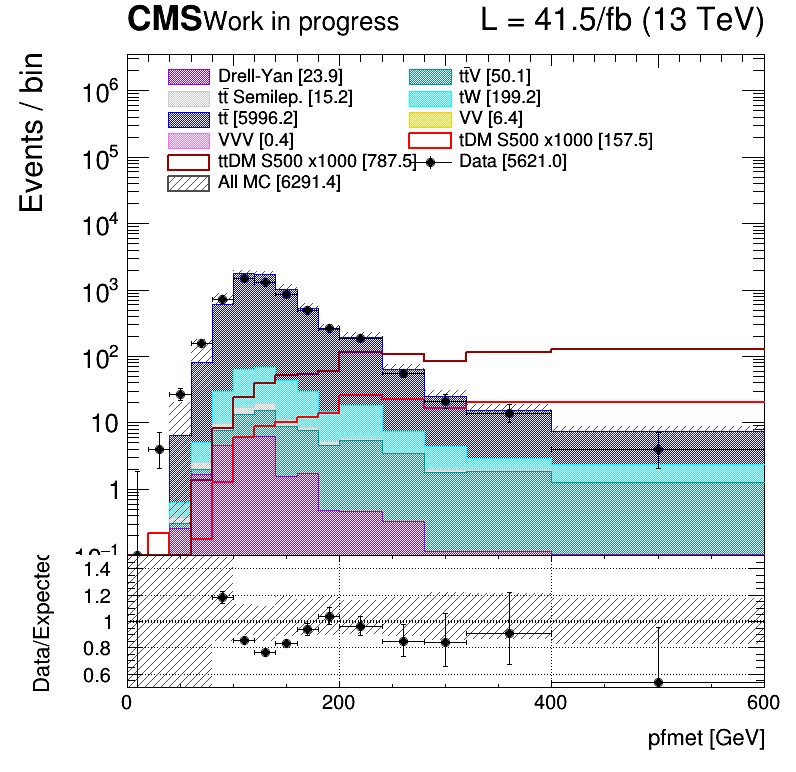 CMS Work in progress L = 41.5/fb (13 TeV)
Events / bin
Drell-Yan [23.9] tt̄V [50.1]
tt̄ Semilep. [15.2] tW [199.2]
tt̄ [5996.2] VV [6.4]
VVV [0.4] tDM S500 x1000 [157.5]
ttDM S500 x1000 [787.5] Data [5621.0]
All MC [6291.4]
10⁶
10⁵
10⁴
10³
10²
10
1
10⁻¹
Data/Expected
1.4
1.2
1
0.8
0.6
0 200 400 600
pfmet [GeV]